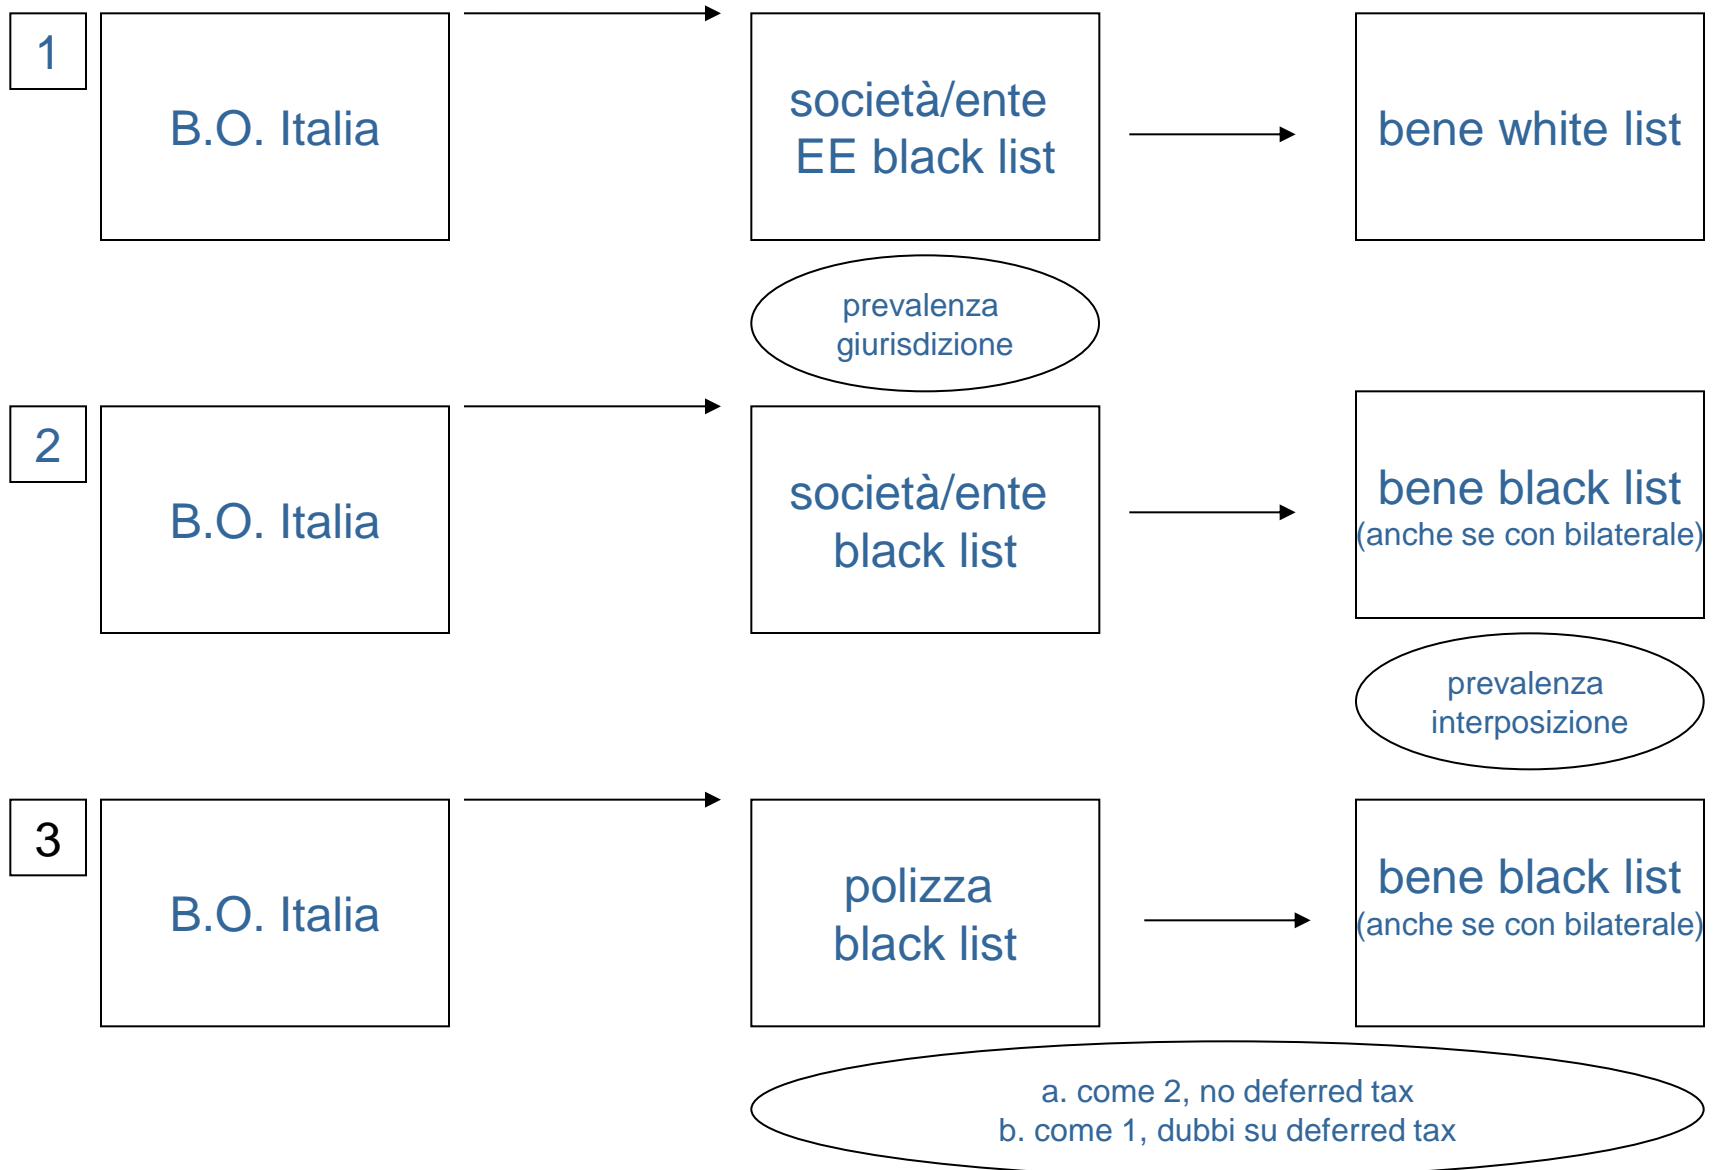 1
B.O. Italia
società/ente
EE black list
bene white list
prevalenza
giurisdizione
2
B.O. Italia
società/ente
black list
bene black list
(anche se con bilaterale)
prevalenza
interposizione
3
B.O. Italia
polizza
black list
bene black list
(anche se con bilaterale)
a. come 2, no deferred tax
b. come 1, dubbi su deferred tax